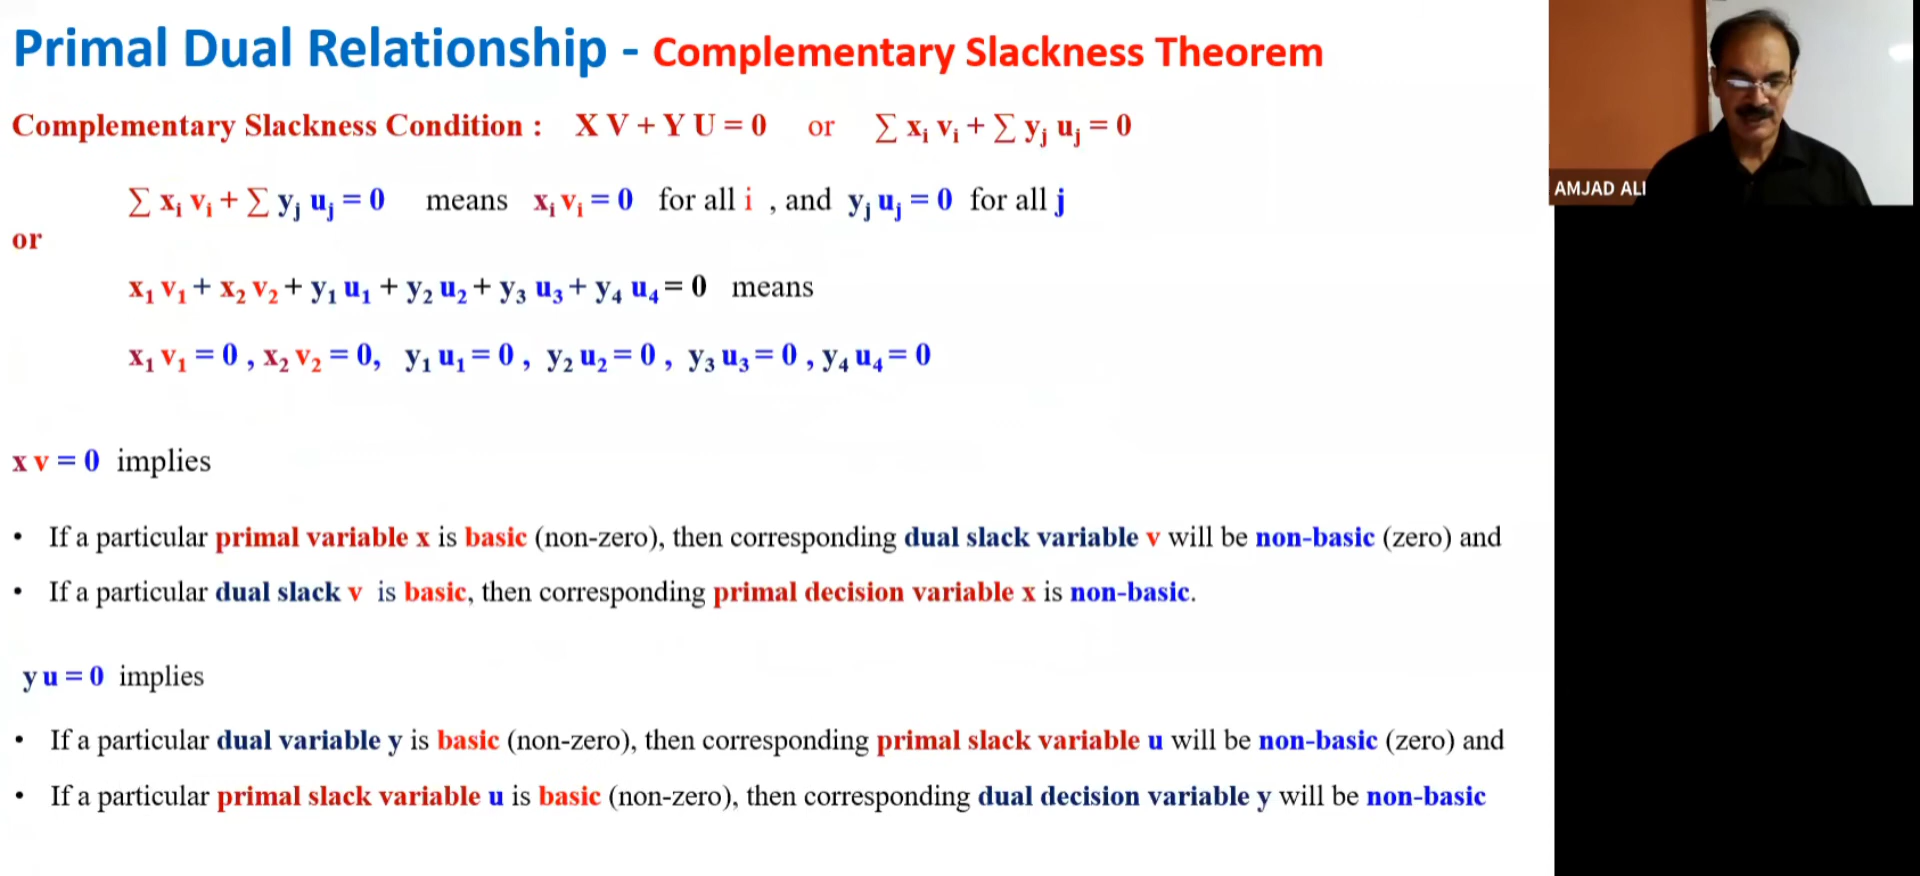 Primal Dual Relationship - Complementary Slackness Theorem
Complementary Slackness Condition : X V + Y U = 0 or ∑ xᵢ vᵢ + ∑ yⱼ uⱼ = 0
∑ xᵢ vᵢ + ∑ yⱼ uⱼ = 0 means xᵢ vᵢ = 0 for all i , and yⱼ uⱼ = 0 for all j
or
x₁ v₁ + x₂ v₂ + y₁ u₁ + y₂ u₂ + y₃ u₃ + y₄ u₄ = 0 means
x₁ v₁ = 0 , x₂ v₂ = 0, y₁ u₁ = 0 , y₂ u₂ = 0 , y₃ u₃ = 0 , y₄ u₄ = 0
x v = 0 implies
• If a particular primal variable x is basic (non-zero), then corresponding dual slack variable v will be non-basic (zero) and
• If a particular dual slack v is basic, then corresponding primal decision variable x is non-basic.
y u = 0 implies
• If a particular dual variable y is basic (non-zero), then corresponding primal slack variable u will be non-basic (zero) and
• If a particular primal slack variable u is basic (non-zero), then corresponding dual decision variable y will be non-basic
AMJAD ALI